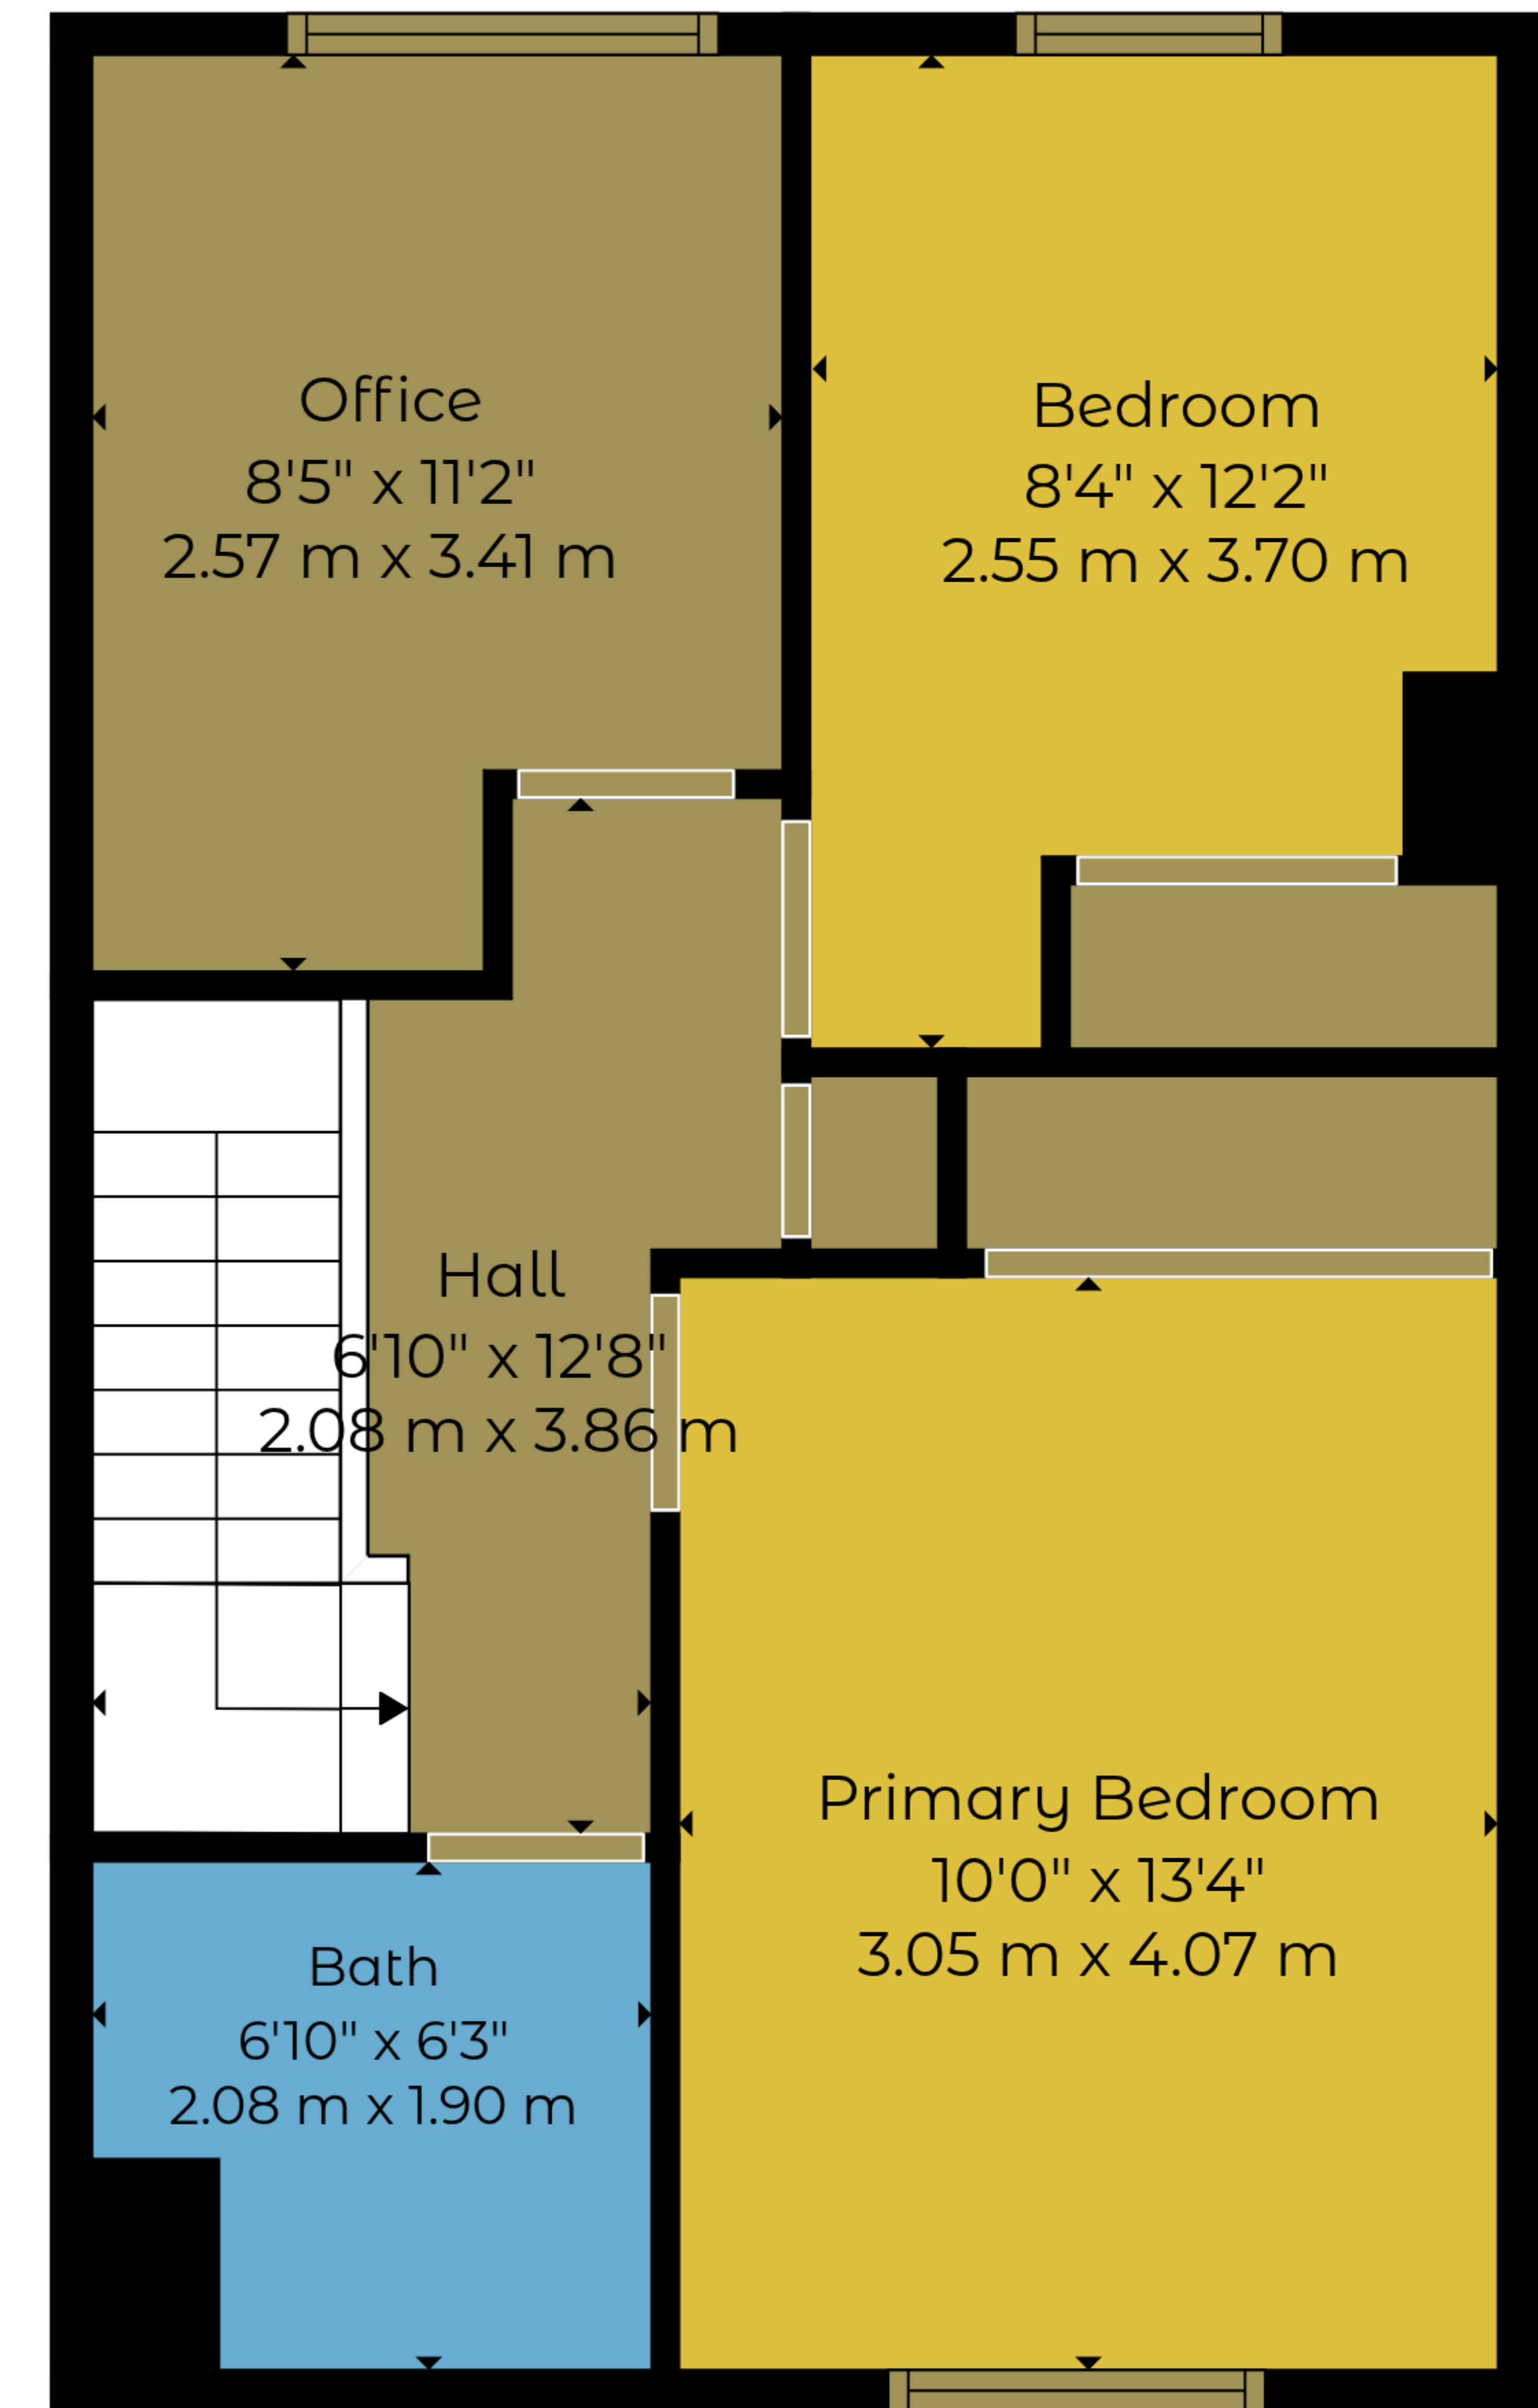 Office
8'5" x 11'2"
2.57 m x 3.41 m
Bedroom
8'4" x 12'2"
2.55 m x 3.70 m
Hall
6'10" x 12'8"
2.08 m x 3.86 m
Primary Bedroom
10'0" x 13'4"
3.05 m x 4.07 m
Bath
6'10" x 6'3"
2.08 m x 1.90 m